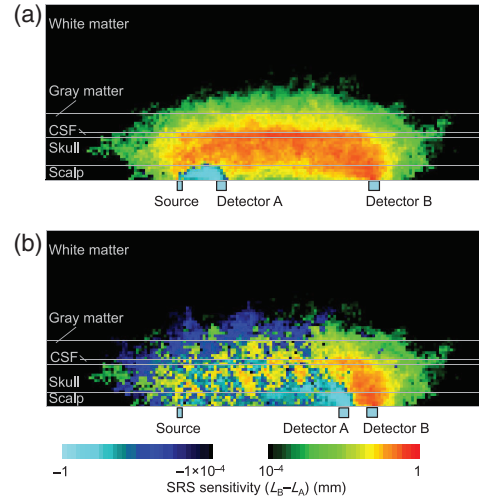 (a)
White matter
Gray matter
CSF
Skull
Scalp
Source Detector A Detector B
(b)
White matter
Gray matter
CSF
Skull
Scalp
Source Detector A Detector B
−1 −1×10⁻⁴ 10⁻⁴ 1
SRS sensitivity (L_B−L_A) (mm)